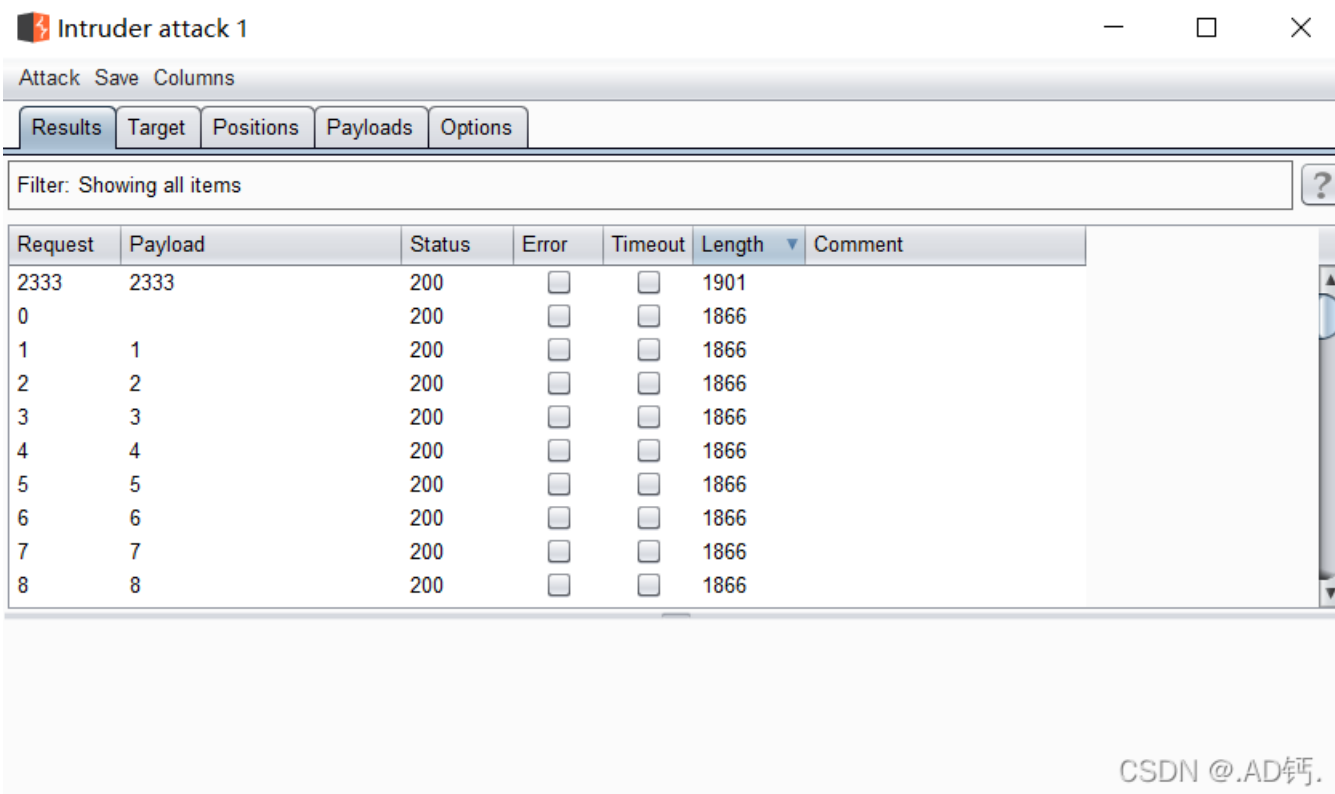 Intruder attack 1
Attack Save Columns
Results Target Positions Payloads Options
Filter: Showing all items ?
Request Payload Status Error Timeout Length Comment
2333 2333 200 1901
0 200 1866
1 1 200 1866
2 2 200 1866
3 3 200 1866
4 4 200 1866
5 5 200 1866
6 6 200 1866
7 7 200 1866
8 8 200 1866
CSDN @.AD钙.